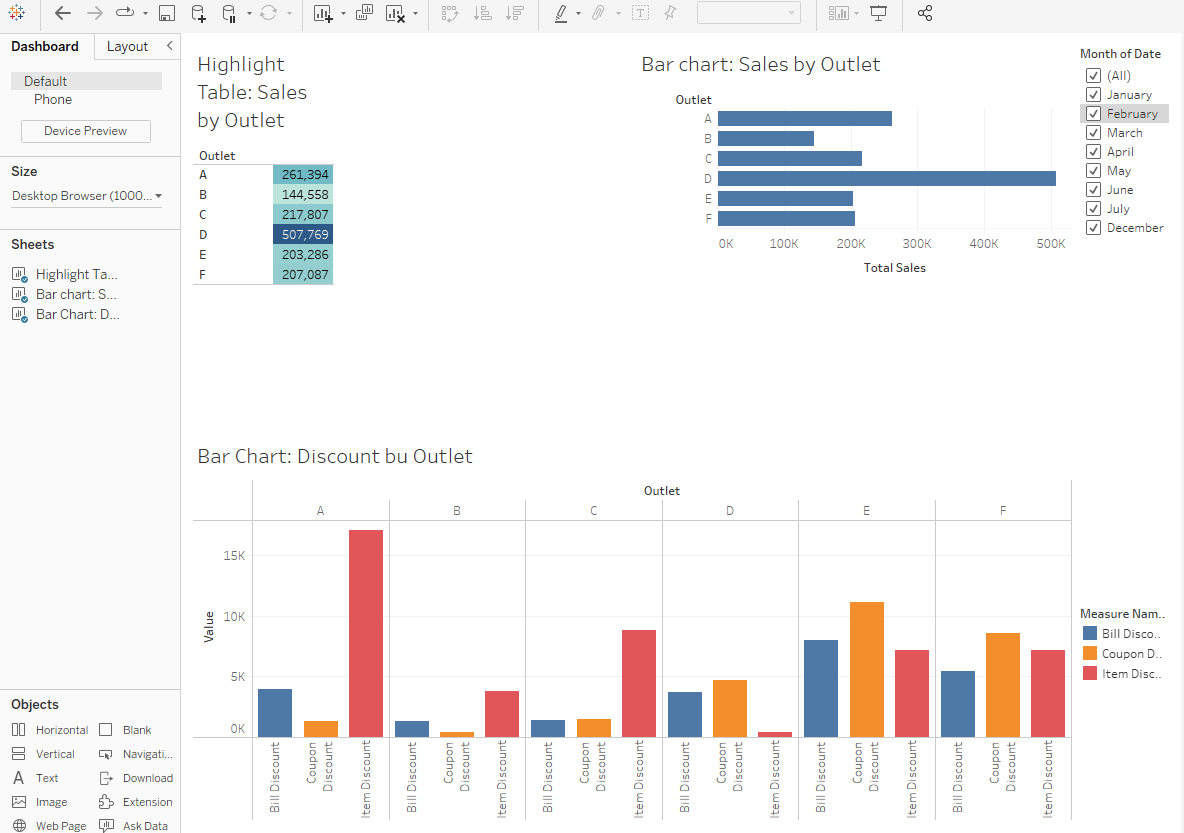 Dashboard
Layout
Default
Phone
Device Preview
Size
Desktop Browser (1000...
Sheets
Highlight Ta...
Bar chart: S...
Bar Chart: D...
Objects
Horizontal
Blank
Vertical
Navigati...
Text
Download
Image
Extension
Web Page
Ask Data
Highlight
Table: Sales
by Outlet
Outlet
A 261,394
B 144,558
C 217,807
D 507,769
E 203,286
F 207,087
Bar chart: Sales by Outlet
Outlet
A
B
C
D
E
F
0K 100K 200K 300K 400K 500K
Total Sales
Month of Date
(All)
January
February
March
April
May
June
July
December
Bar Chart: Discount bu Outlet
Outlet
A B C D E F
Value
15K
10K
5K
0K
Bill Discount
Coupon
Discount
Item Discount
Bill Discount
Coupon
Discount
Item Discount
Bill Discount
Coupon
Discount
Item Discount
Bill Discount
Coupon
Discount
Item Discount
Bill Discount
Coupon
Discount
Item Discount
Bill Discount
Coupon
Discount
Item Discount
Measure Nam..
Bill Disco..
Coupon D..
Item Disc..